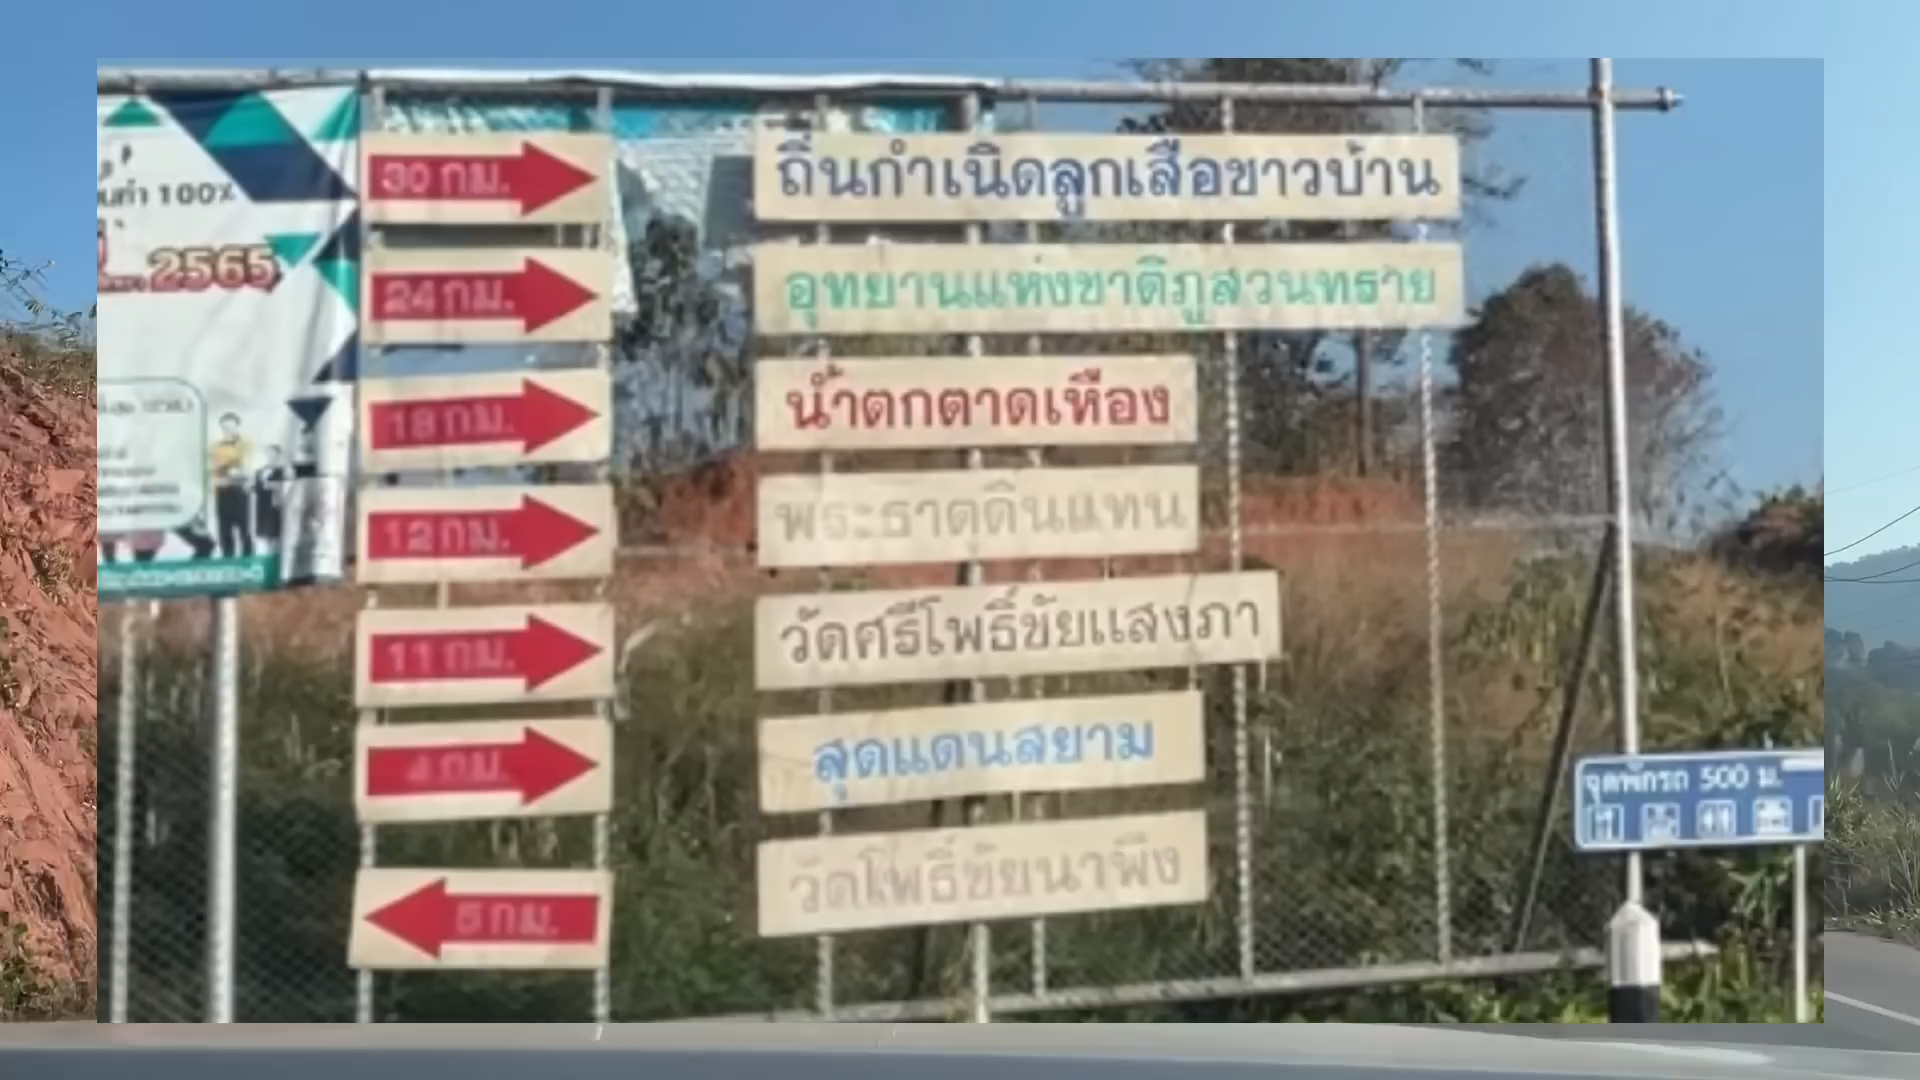 100%
2565
30 กม. ถิ่นกำเนิดลูกเสือชาวบ้าน
24 กม. อุทยานแห่งชาติภูสวนทราย
18 กม. น้ำตกตาดเหือง
12 กม. พระธาตุดินแทน
11 กม. วัดศรีโพธิ์ชัยแสงภา
4 กม. สุดแดนสยาม
5 กม. วัดโพธิ์ชัยนาพึง
จุดพักรถ 500 ม.